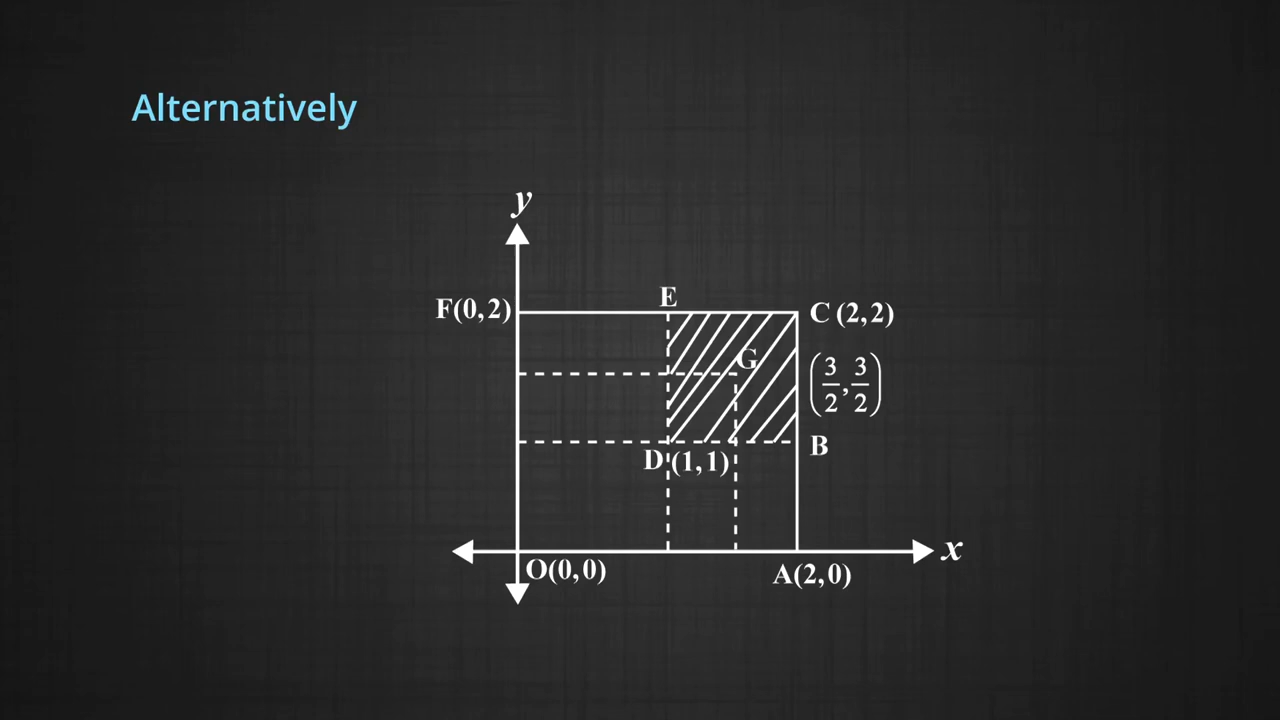 Alternatively
y
E
F(0,2)
C (2,2)
G
(3/2, 3/2)
D (1,1)
B
x
O(0,0)
A(2,0)